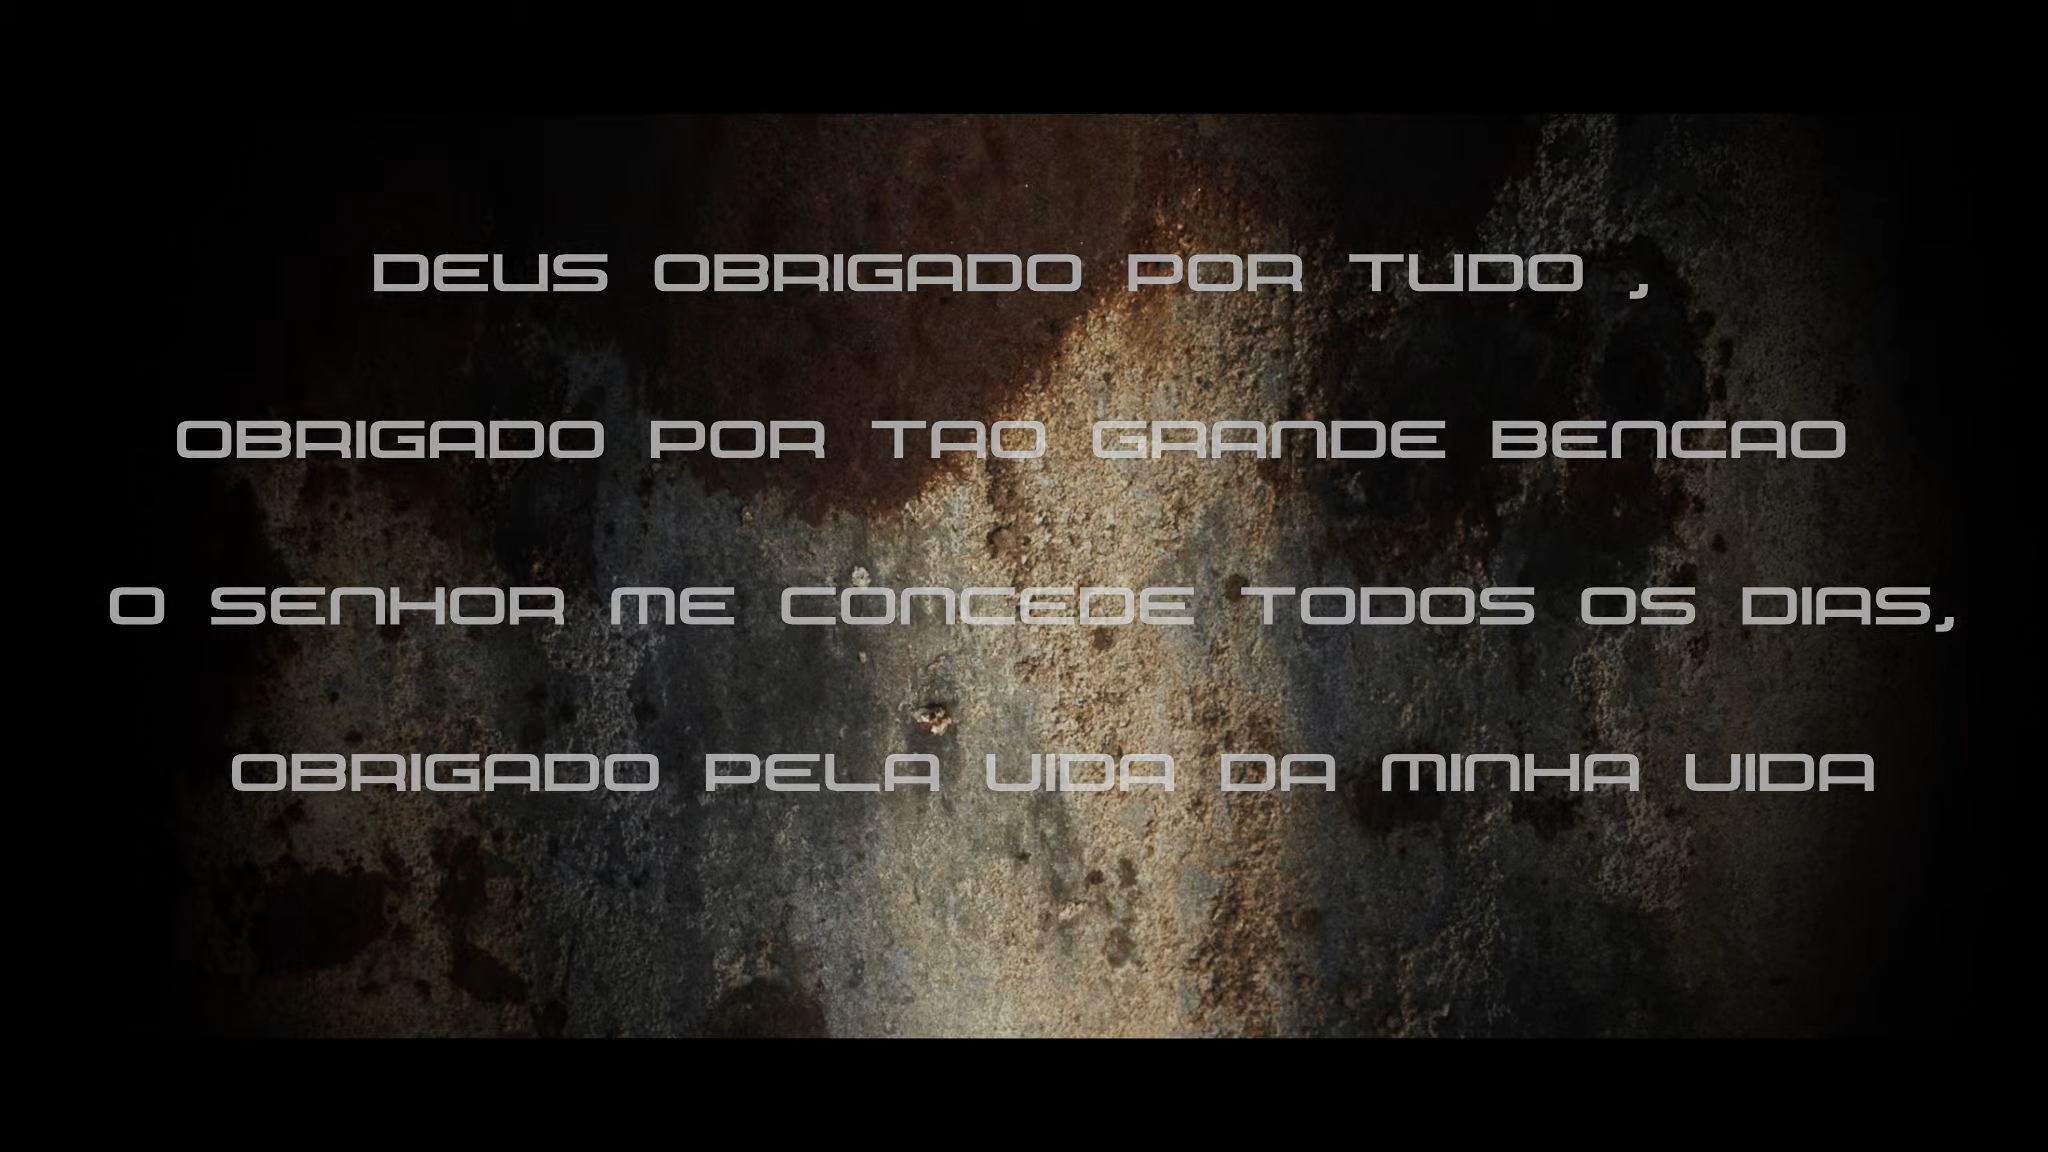 DEUS OBRIGADO POR TUDO ,
OBRIGADO POR TAO GRANDE BENCAO
O SENHOR ME CONCEDE TODOS OS DIAS,
OBRIGADO PELA VIDA DA MINHA VIDA